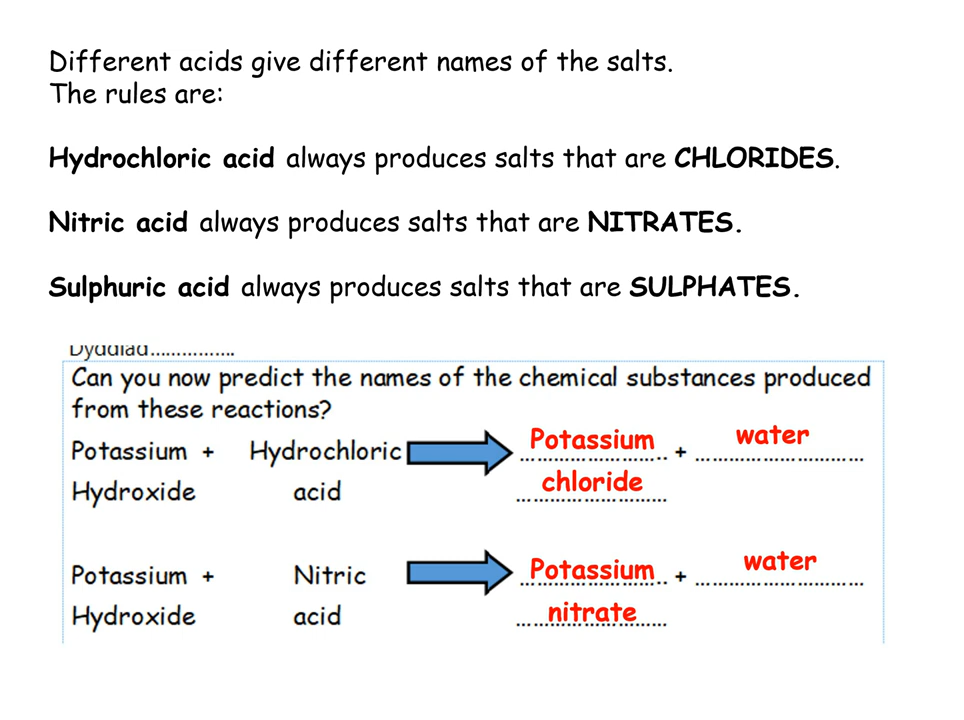 Different acids give different names of the salts.
The rules are:
Hydrochloric acid always produces salts that are CHLORIDES.
Nitric acid always produces salts that are NITRATES.
Sulphuric acid always produces salts that are SULPHATES.
Dyddiad................
Can you now predict the names of the chemical substances produced
from these reactions?
Potassium + Hydrochloric Potassium + water
Hydroxide acid chloride
Potassium + Nitric Potassium + water
Hydroxide acid nitrate